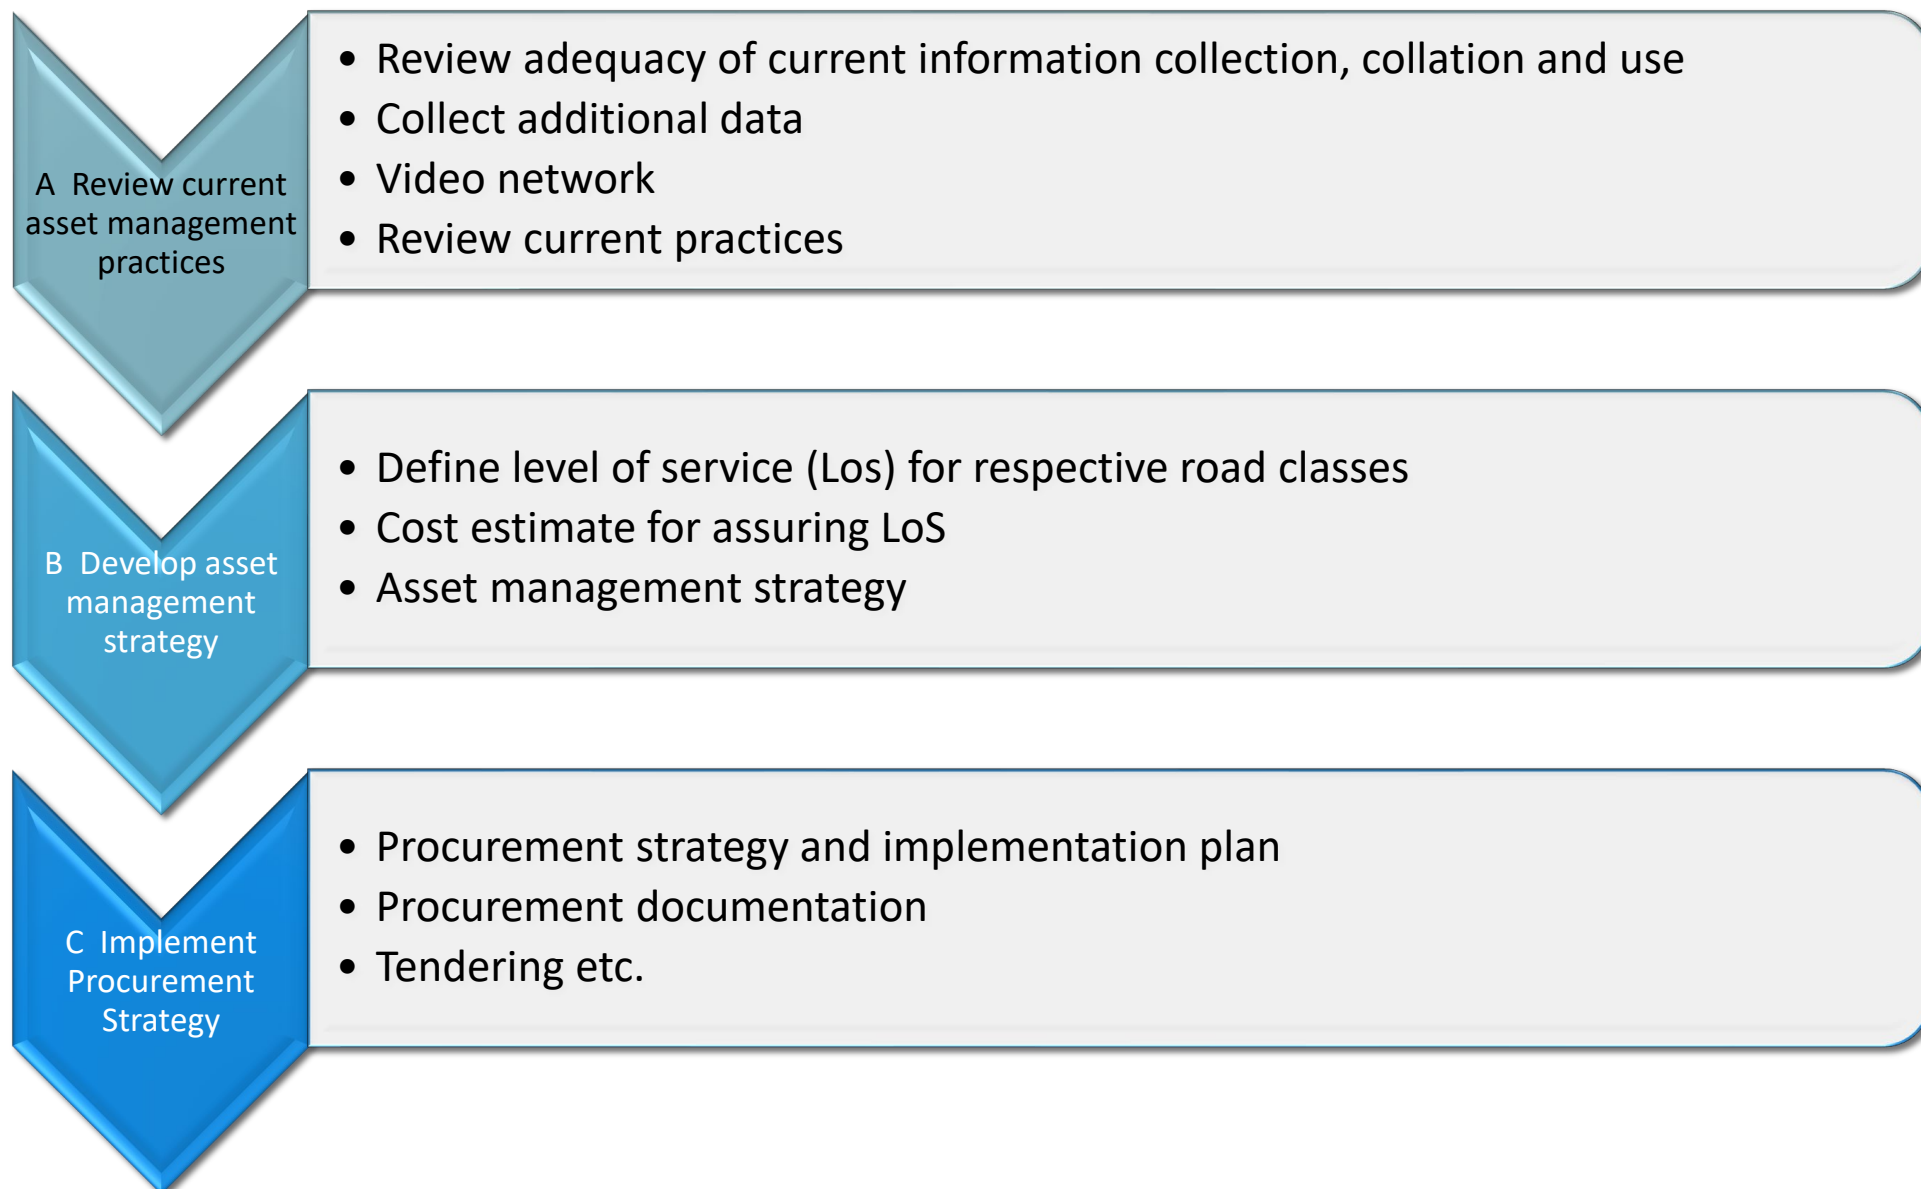 A  Review current
asset management
practices
• Review adequacy of current information collection, collation and use
• Collect additional data
• Video network
• Review current practices
B  Develop asset
management
strategy
• Define level of service (Los) for respective road classes
• Cost estimate for assuring LoS
• Asset management strategy
C  Implement
Procurement
Strategy
• Procurement strategy and implementation plan
• Procurement documentation
• Tendering etc.